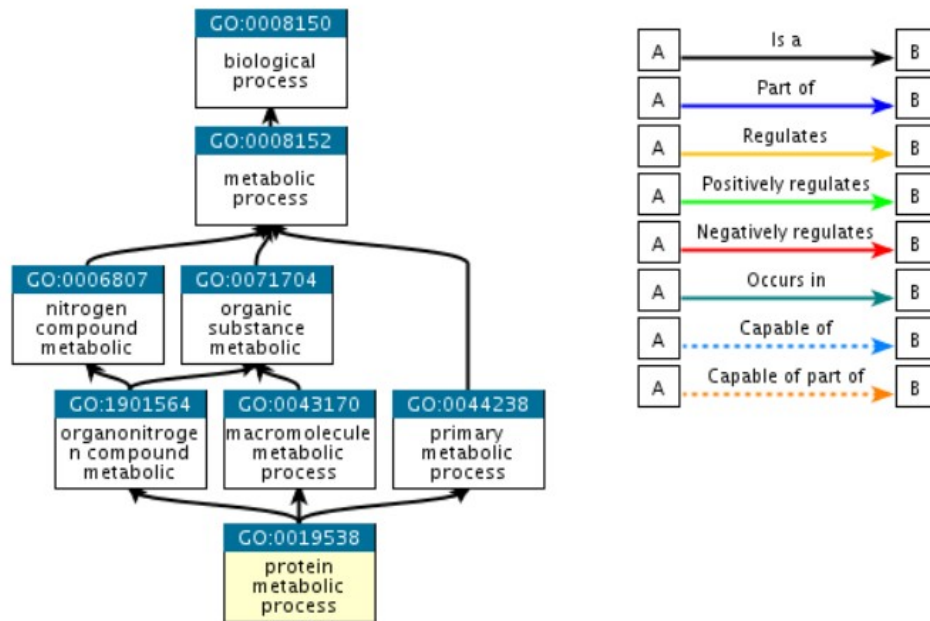 GO:0008150
biological
process
GO:0008152
metabolic
process
GO:0006807
nitrogen
compound
metabolic
GO:0071704
organic
substance
metabolic
GO:1901564
organonitroge
n compound
metabolic
GO:0043170
macromolecule
metabolic
process
GO:0044238
primary
metabolic
process
GO:0019538
protein
metabolic
process
A Is a B
A Part of B
A Regulates B
A Positively regulates B
A Negatively regulates B
A Occurs in B
A Capable of B
A Capable of part of B